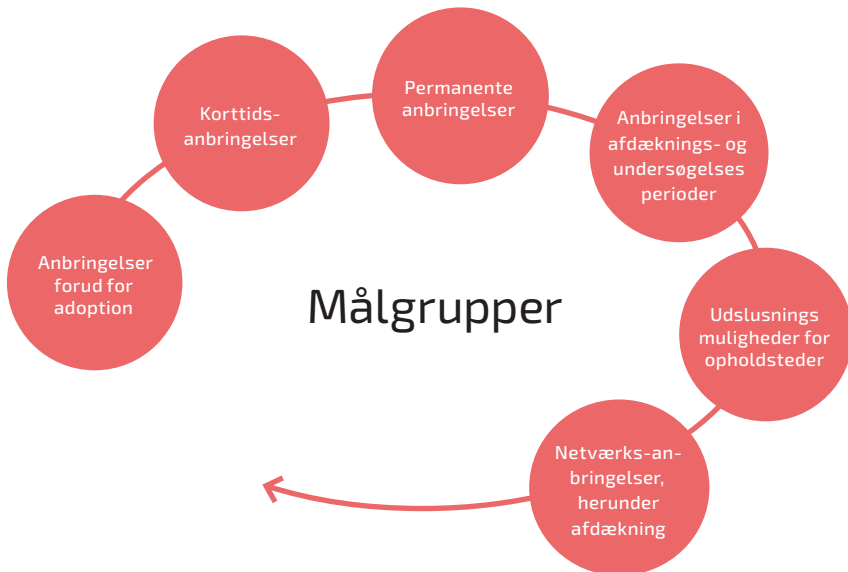 Målgrupper
Anbringelser
forud for
adoption
Korttids-
anbringelser
Permanente
anbringelser
Anbringelser i
afdæknings- og
undersøgelses
perioder
Udslusnings
muligheder for
opholdsteder
Netværks-an-
bringelser,
herunder
afdækning